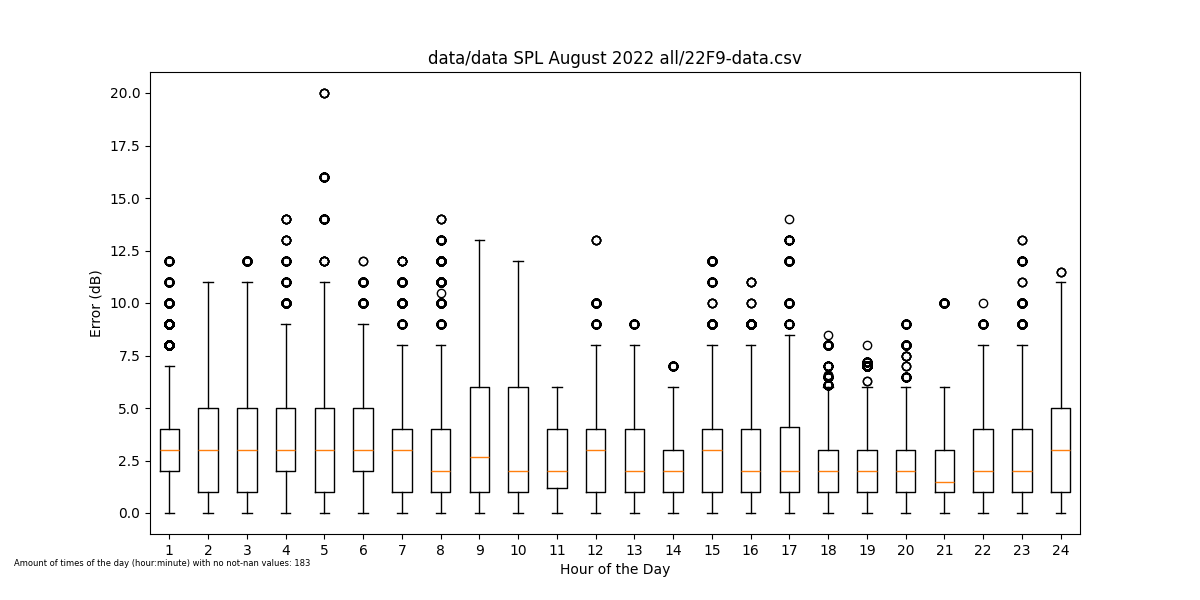 data/data SPL August 2022 all/22F9-data.csv
20.0
17.5
15.0
12.5
10.0
7.5
5.0
2.5
0.0
Error (dB)
1 2 3 4 5 6 7 8 9 10 11 12 13 14 15 16 17 18 19 20 21 22 23 24
Hour of the Day
Amount of times of the day (hour:minute) with no not-nan values: 183